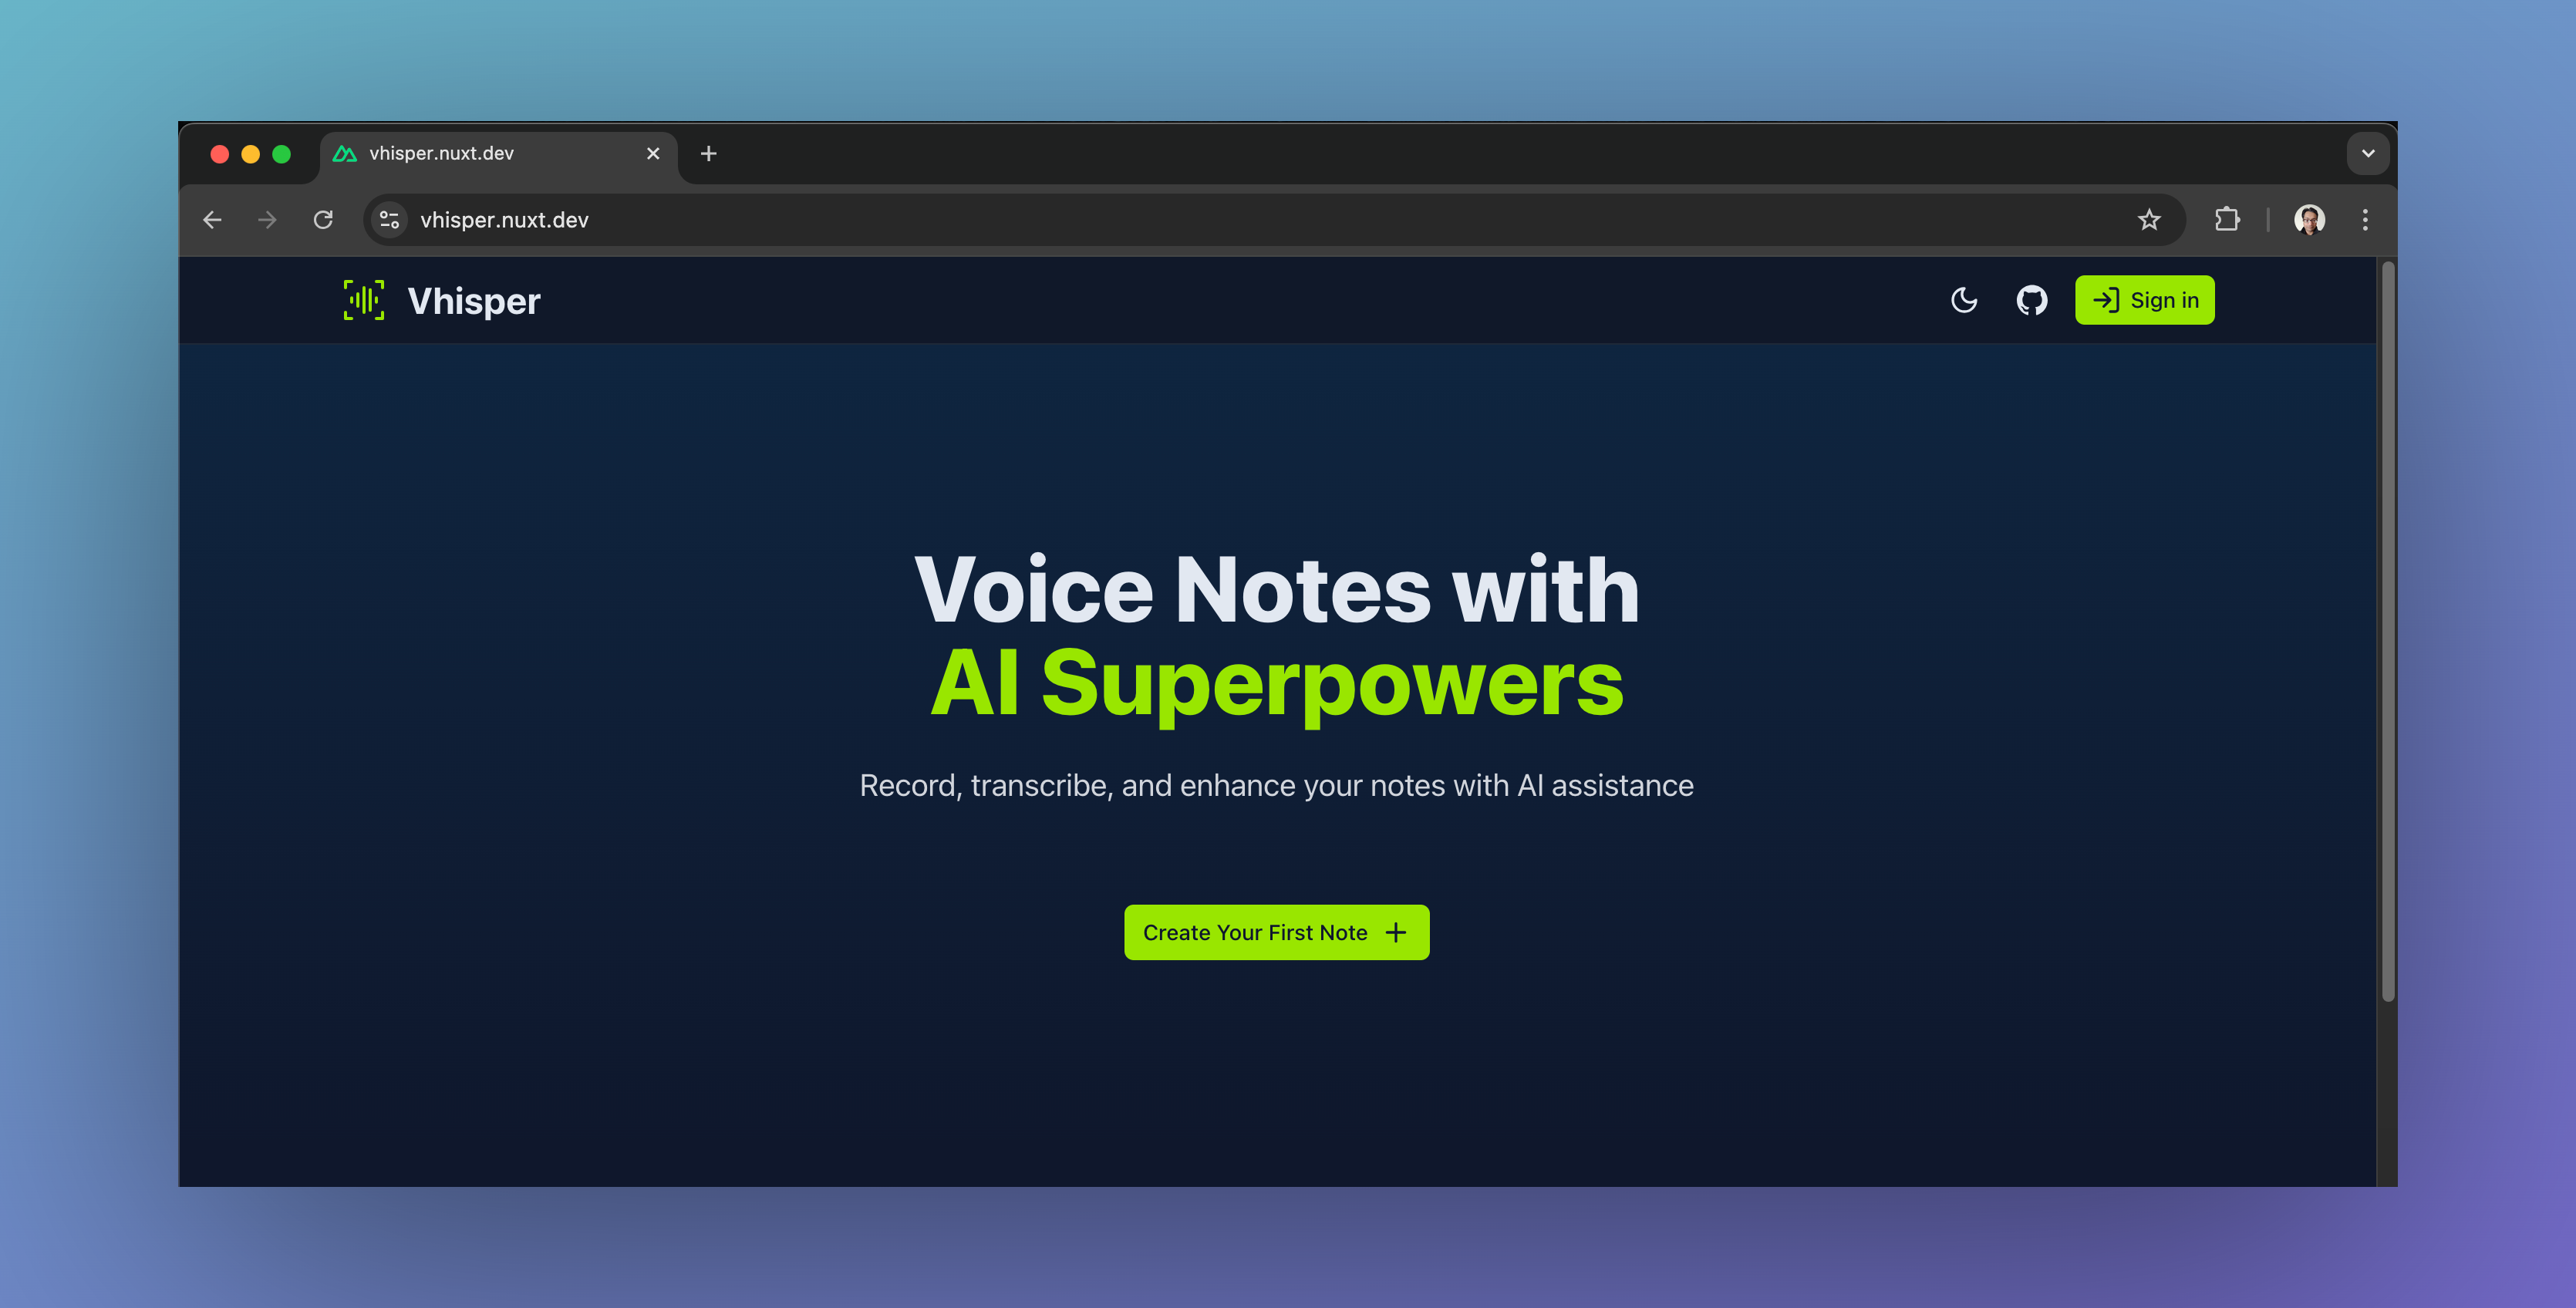 vhisper.nuxt.dev
vhisper.nuxt.dev
Vhisper
Sign in
Voice Notes with
AI Superpowers
Record, transcribe, and enhance your notes with AI assistance
Create Your First Note